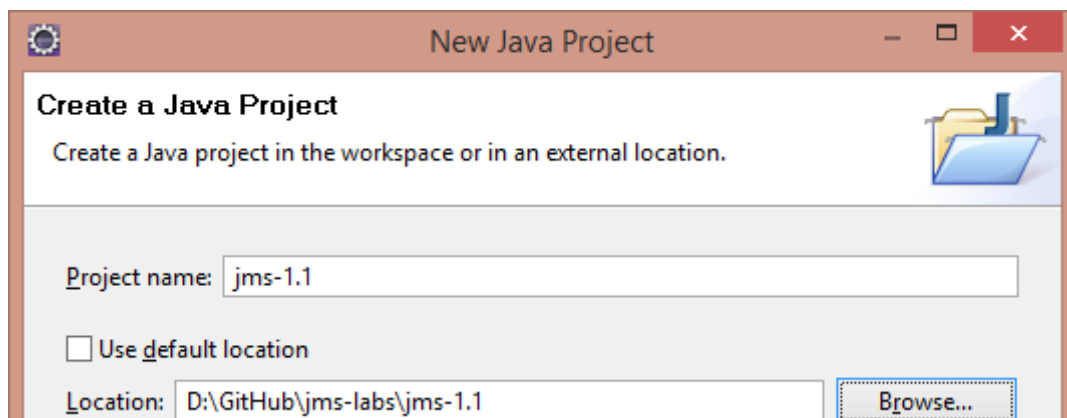 New Java Project
Create a Java Project
Create a Java project in the workspace or in an external location.
Project name: jms-1.1
Use default location
Location: D:\GitHub\jms-labs\jms-1.1 Browse...